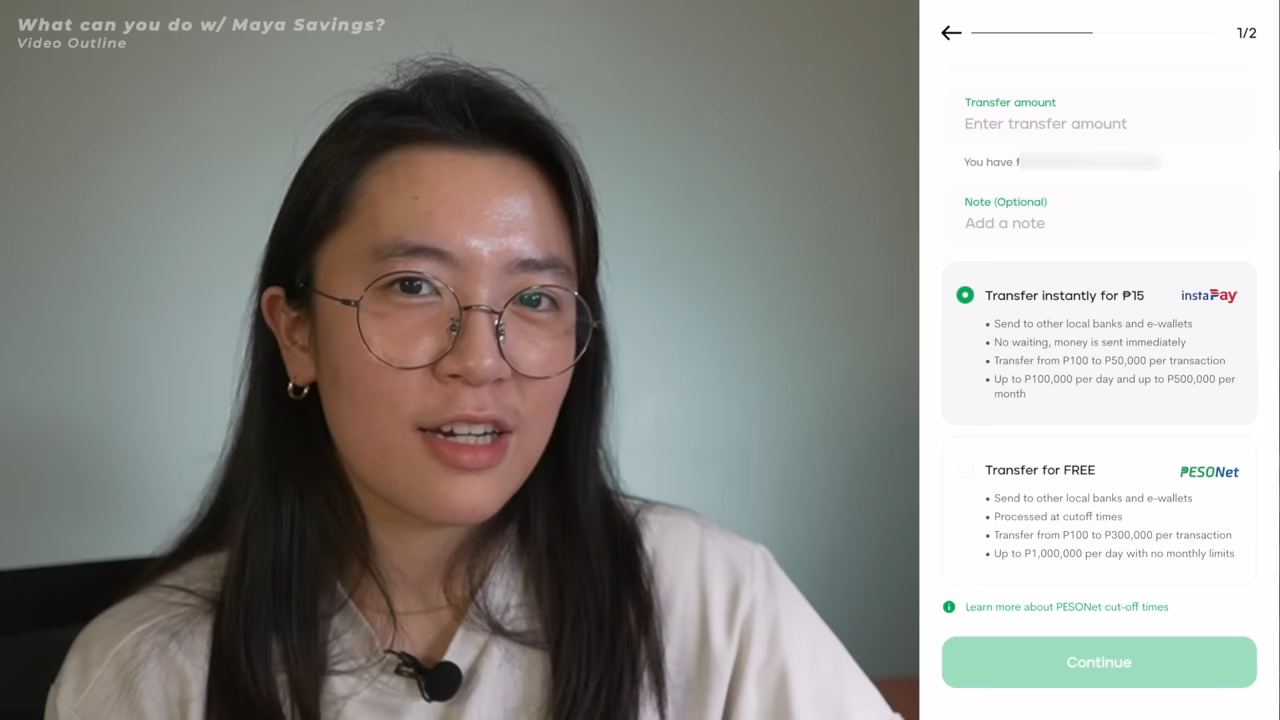 What can you do w/ Maya Savings?
Video Outline
1/2
Transfer amount
Enter transfer amount
You have
Note (Optional)
Add a note
Transfer instantly for ₱15
instaPay
• Send to other local banks and e-wallets
• No waiting, money is sent immediately
• Transfer from P100 to P50,000 per transaction
• Up to P100,000 per day and up to P500,000 per
month
Transfer for FREE
PESONet
• Send to other local banks and e-wallets
• Processed at cutoff times
• Transfer from P100 to P300,000 per transaction
• Up to P1,000,000 per day with no monthly limits
Learn more about PESONet cut-off times
Continue